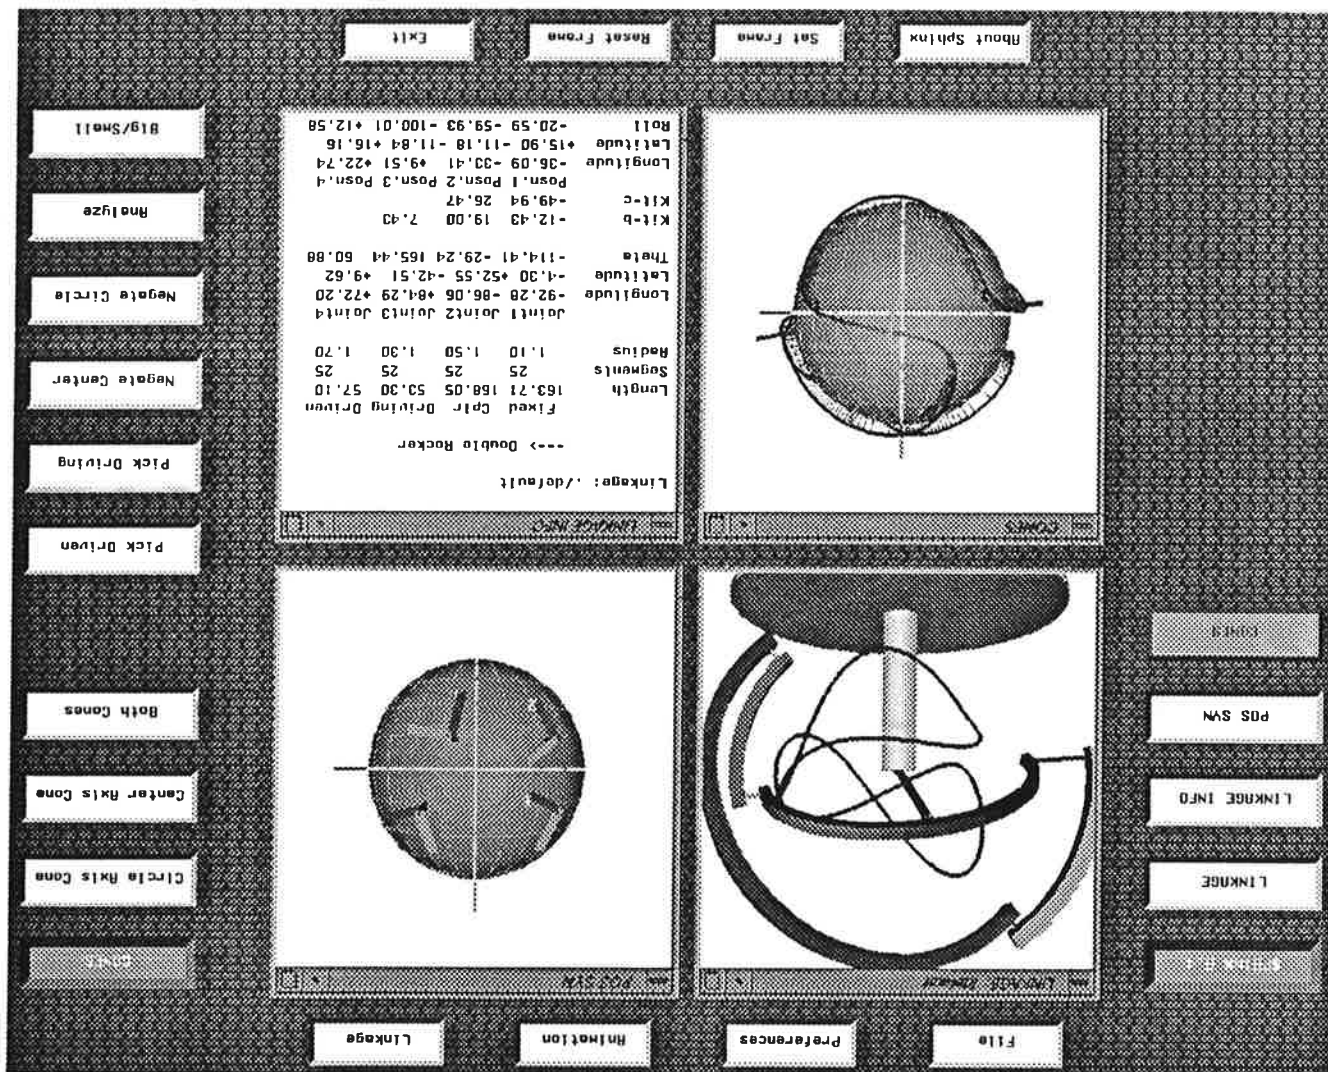 File
Preferences
Animation
Linkage
LINKAGE
LINKAGE INFO
POS SYN
CONES
LINKAGE
POS SYN
CONES
Circle Axis Cone
Center Axis Cone
Both Cones
CONES
LINKAGE INFO
Linkage: ./default
---> Double Rocker
Fixed Cplr Driving Driven
Length 163.71 168.05 53.30 57.10
Segments 25 25 25 25
Radius 1.10 1.50 1.30 1.70
Joint1 Joint2 Joint3 Joint4
Longitude -92.28 -86.06 +84.29 +72.20
Latitude -4.30 +52.55 -42.51 +9.62
Theta -114.41 -29.24 165.44 60.88
Kit-b -12.43 19.00 7.43
Kit-c -49.94 26.47
Posn.1 Posn.2 Posn.3 Posn.4
Longitude -36.09 -33.41 +9.51 +22.74
Latitude +15.90 -11.18 -11.84 +16.16
Roll -20.59 -59.93 -100.01 +12.58
Pick Driven
Pick Driving
Negate Center
Negate Circle
Analyze
Big/Small
About Sphinx
Set Frame
Reset Frame
Exit